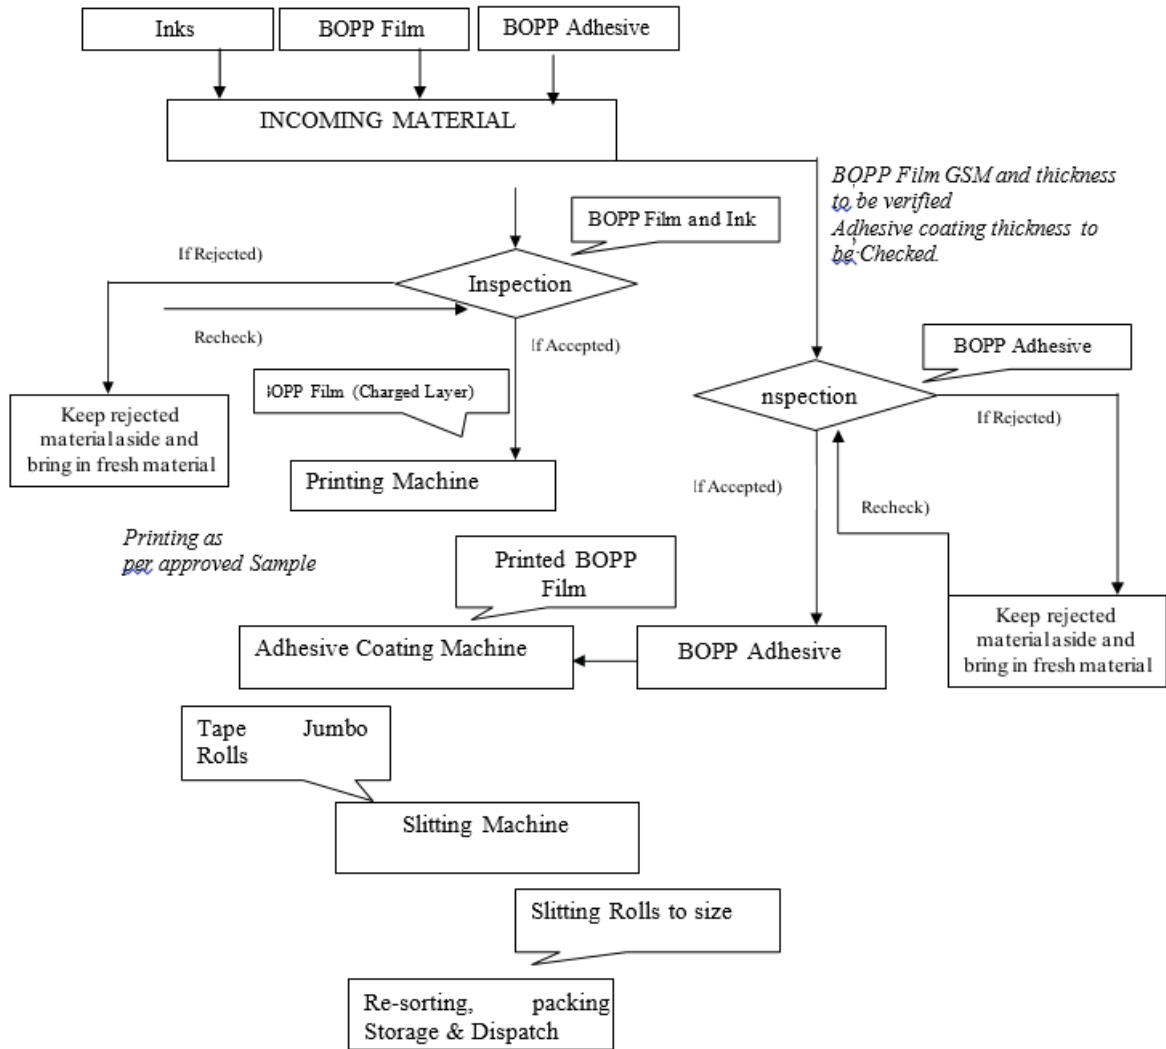 Inks
BOPP Film
BOPP Adhesive
INCOMING MATERIAL
BOPP Film GSM and thickness
to be verified
Adhesive coating thickness to
be Checked.
BOPP Film and Ink
If Rejected)
Inspection
Recheck)
If Accepted)
BOPP Adhesive
OPP Film (Charged Layer)
nspection
If Rejected)
Keep rejected
material aside and
bring in fresh material
Printing Machine
If Accepted)
Recheck)
Printing as
per approved Sample
Printed BOPP
Film
Adhesive Coating Machine
BOPP Adhesive
Keep rejected
material aside and
bring in fresh material
Tape Jumbo
Rolls
Slitting Machine
Slitting Rolls to size
Re-sorting, packing
Storage & Dispatch